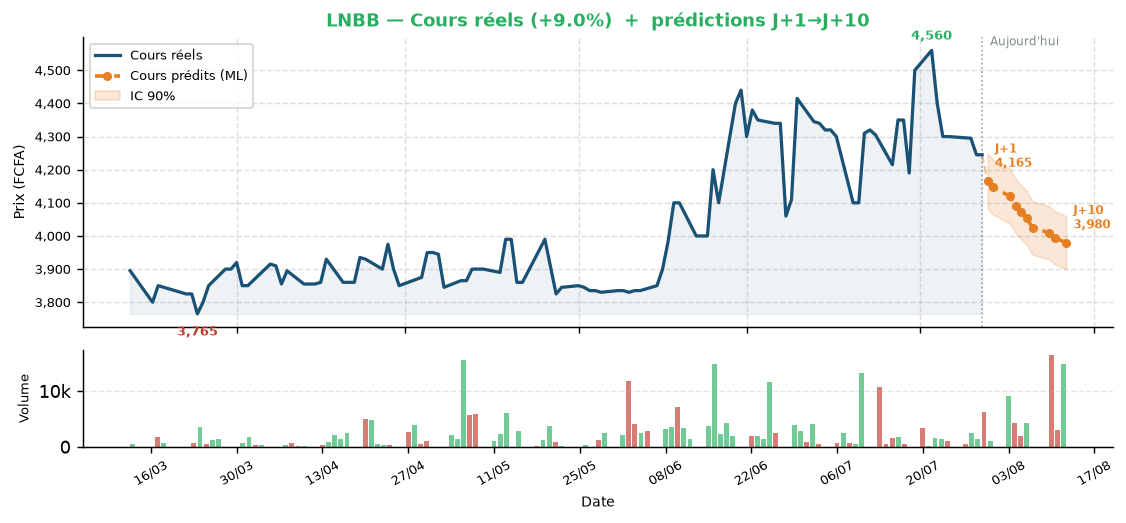 LNBB — Cours réels (+9.0%)  +  prédictions J+1→J+10
4,560
Aujourd'hui
Cours réels
Cours prédits (ML)
IC 90%
Prix (FCFA)
4,500
4,400
4,300
4,200
4,100
4,000
3,900
3,800
J+1
4,165
J+10
3,980
3,765
Volume
10k
0
16/03
30/03
13/04
27/04
11/05
25/05
08/06
22/06
06/07
20/07
03/08
17/08
Date